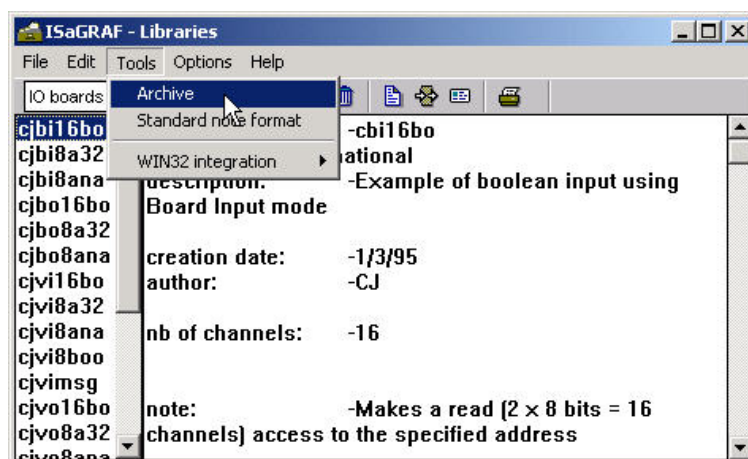 ISaGRAF - Libraries
File Edit Tools Options Help
IO boards
Archive
Standard note format
WIN32 integration
cjbi16bo
cjbi8a32
cjbi8ana
cjbo16bo
cjbo8a32
cjbo8ana
cjvi16bo
cjvi8a32
cjvi8ana
cjvi8boo
cjvimsg
cjvo16bo
cjvo8a32
cjvo8ana
-cbi16bo
national
description: -Example of boolean input using
Board Input mode
creation date: -1/3/95
author: -CJ
nb of channels: -16
note: -Makes a read (2 x 8 bits = 16
channels) access to the specified address